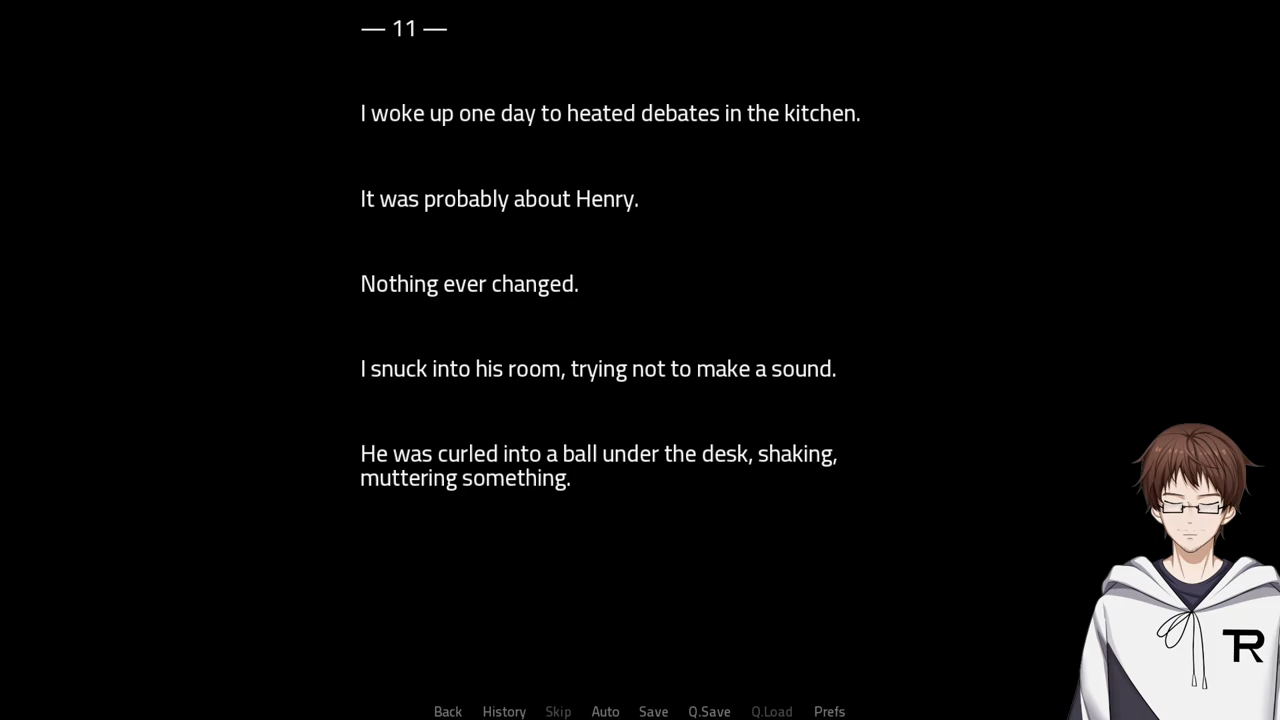 — 11 —
I woke up one day to heated debates in the kitchen.
It was probably about Henry.
Nothing ever changed.
I snuck into his room, trying not to make a sound.
He was curled into a ball under the desk, shaking,
muttering something.
TR
Back History Skip Auto Save Q.Save Q.Load Prefs